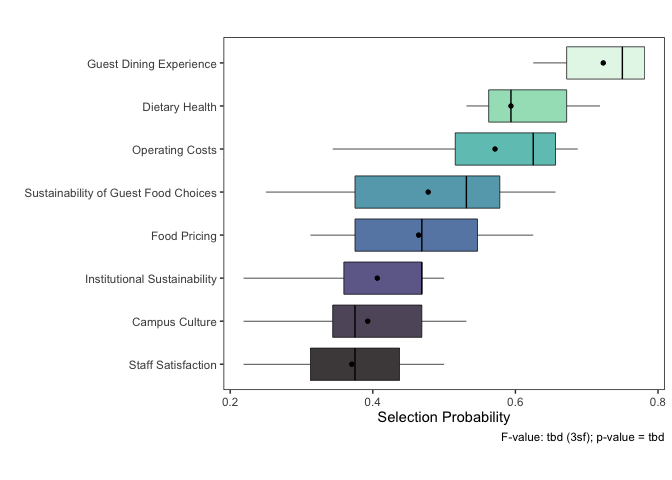 Guest Dining Experience
Dietary Health
Operating Costs
Sustainability of Guest Food Choices
Food Pricing
Institutional Sustainability
Campus Culture
Staff Satisfaction
0.2 0.4 0.6 0.8
Selection Probability
F-value: tbd (3sf); p-value = tbd